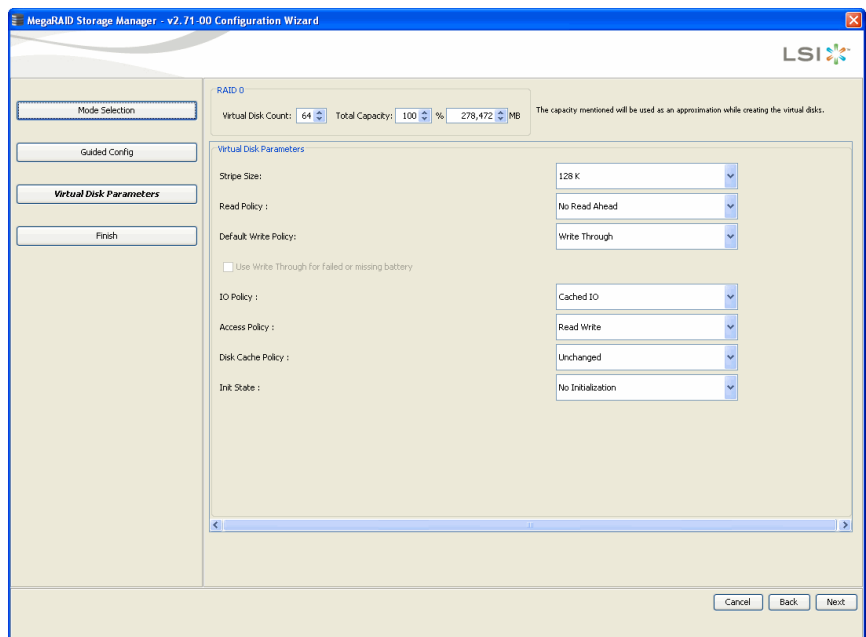 MegaRAID Storage Manager - v2.71-00 Configuration Wizard
LSI
Mode Selection
Guided Config
Virtual Disk Parameters
Finish
RAID 0
Virtual Disk Count: 64 Total Capacity: 100 % 278,472 MB
The capacity mentioned will be used as an approximation while creating the virtual disks.
Virtual Disk Parameters
Stripe Size: 128 K
Read Policy : No Read Ahead
Default Write Policy: Write Through
Use Write Through for failed or missing battery
IO Policy : Cached IO
Access Policy : Read Write
Disk Cache Policy : Unchanged
Init State : No Initialization
Cancel Back Next